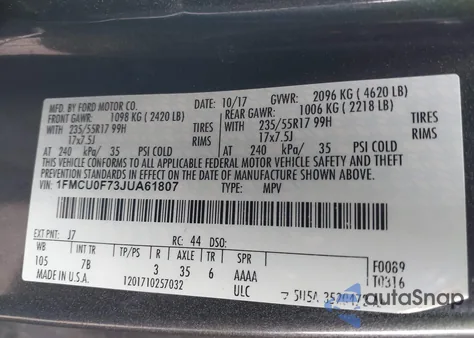 MFD. BY FORD MOTOR CO.
DATE: 10/17 GVWR: 2096 KG (4620 LB)
FRONT GAWR: 1098 KG (2420 LB) REAR GAWR: 1006 KG (2218 LB)
WITH 235/55R17 99H TIRES WITH 235/55R17 99H TIRES
17x7.5J RIMS 17x7.5J RIMS
AT 240 kPa/ 35 PSI COLD AT 240 kPa/ 35 PSI COLD
THIS VEHICLE CONFORMS TO ALL APPLICABLE FEDERAL MOTOR VEHICLE SAFETY AND THEFT
PREVENTION STANDARDS IN EFFECT ON THE DATE OF MANUFACTURE SHOWN ABOVE.
VIN: 1FMCU0F73JUA61807 TYPE: MPV
EXT PNT: J7 RC: 44 DSO: F0089
WB INT TR TP/PS R AXLE TR SPR T0316
105 7B 3 35 6 AAAA
MADE IN U.S.A. 1201710257032 ULC
autoSnap